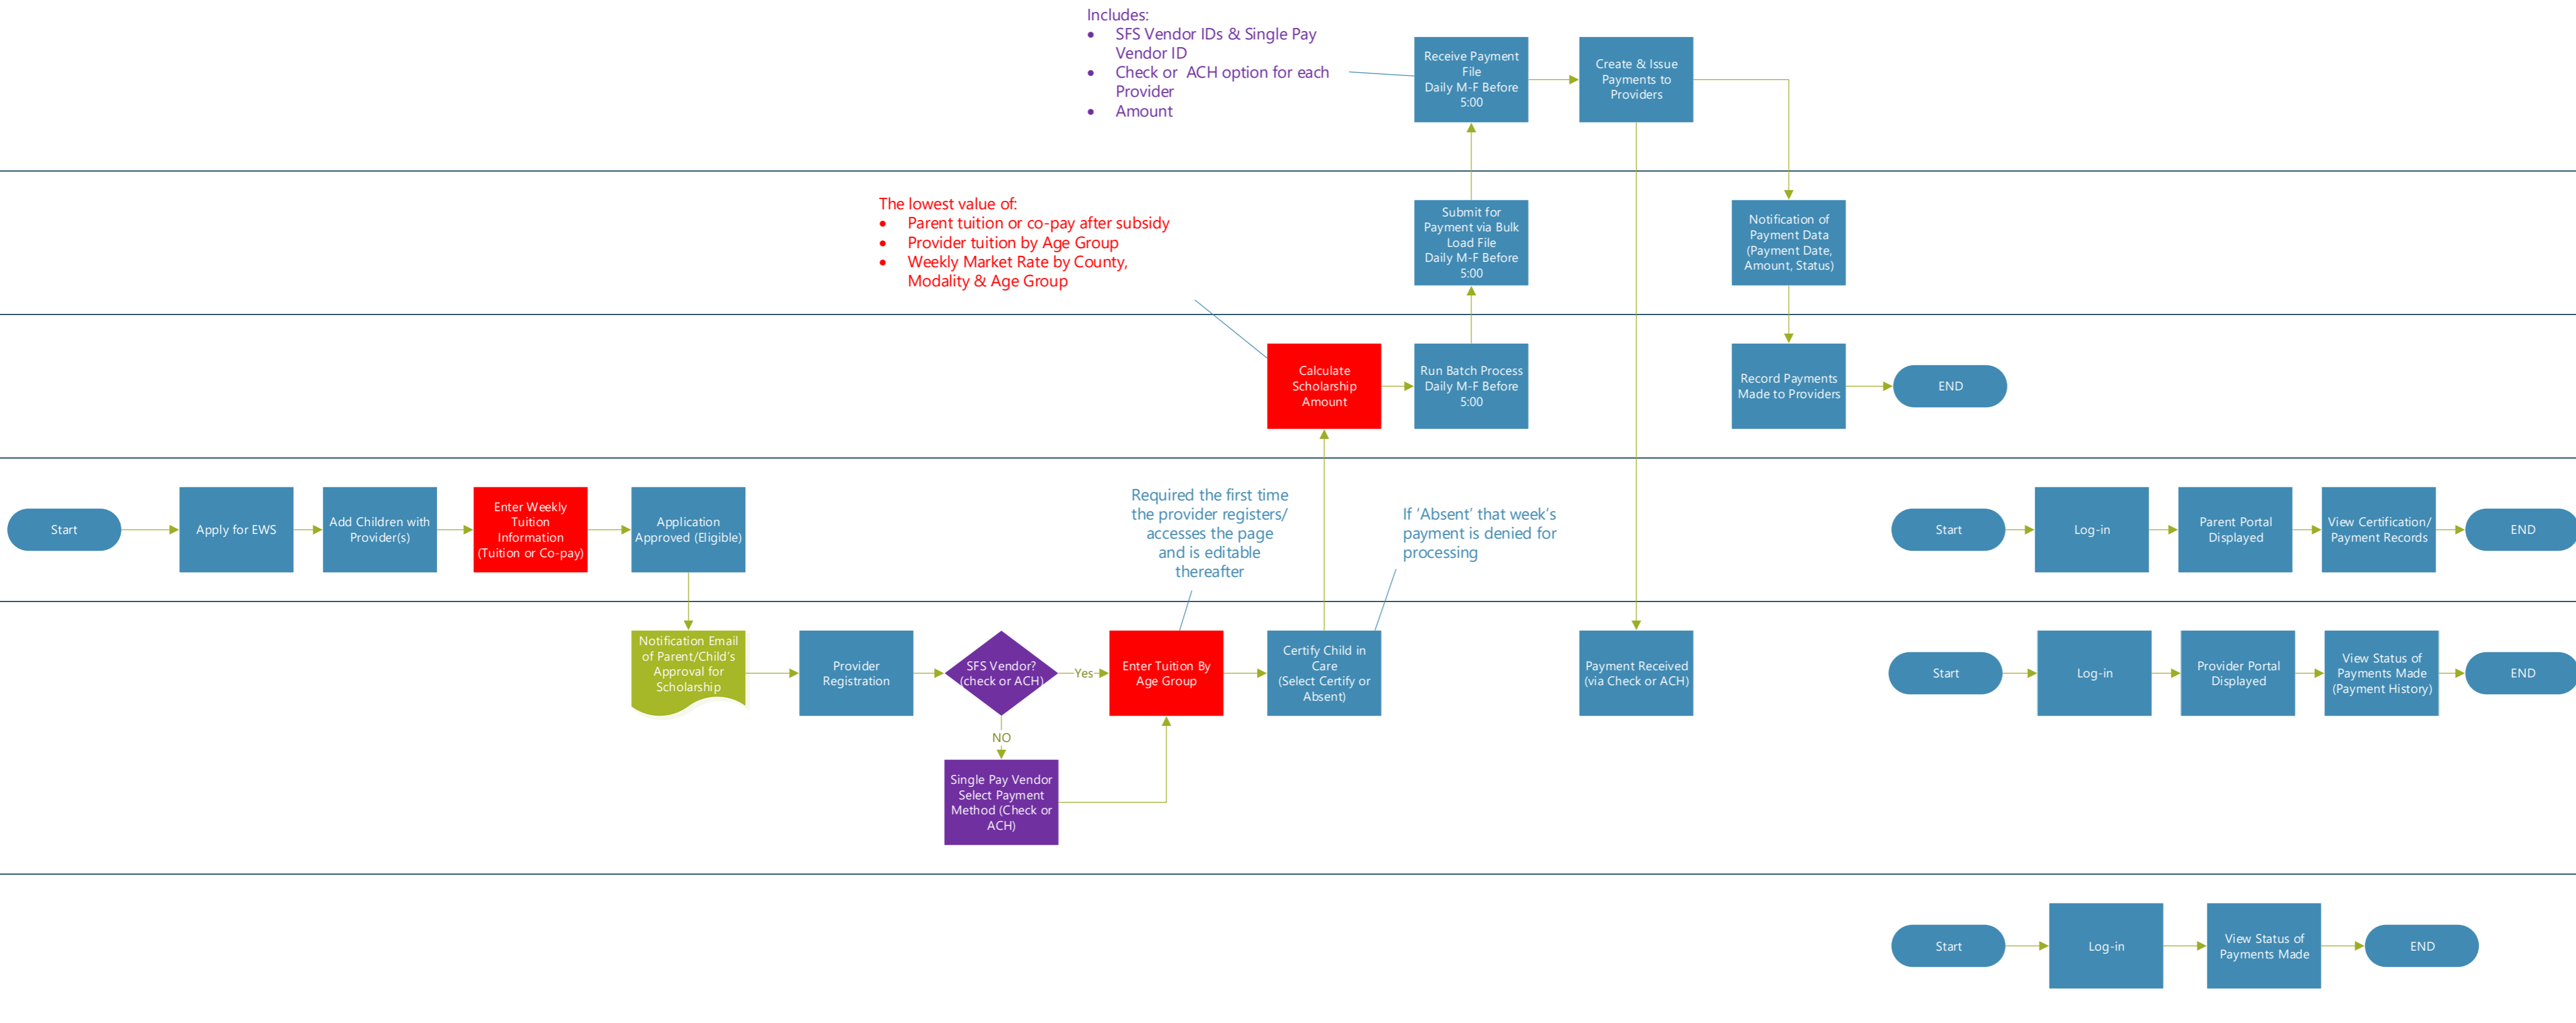 Includes:
• SFS Vendor IDs & Single Pay
Vendor ID
• Check or ACH option for each
Provider
• Amount
Receive Payment
File
Daily M-F Before
5:00
Create & Issue
Payments to
Providers
The lowest value of:
• Parent tuition or co-pay after subsidy
• Provider tuition by Age Group
• Weekly Market Rate by County,
Modality & Age Group
Submit for
Payment via Bulk
Load File
Daily M-F Before
5:00
Notification of
Payment Data
(Payment Date,
Amount, Status)
Calculate
Scholarship
Amount
Run Batch Process
Daily M-F Before
5:00
Record Payments
Made to Providers
END
Start
Apply for EWS
Add Children with
Provider(s)
Enter Weekly
Tuition
Information
(Tuition or Co-pay)
Application
Approved (Eligible)
Required the first time
the provider registers/
accesses the page
and is editable
thereafter
If ‘Absent’ that week’s
payment is denied for
processing
Start
Log-in
Parent Portal
Displayed
View Certification/
Payment Records
END
Notification Email
of Parent/Child’s
Approval for
Scholarship
Provider
Registration
SFS Vendor?
(check or ACH)
Yes
Enter Tuition By
Age Group
Certify Child in
Care
(Select Certify or
Absent)
Payment Received
(via Check or ACH)
Start
Log-in
Provider Portal
Displayed
View Status of
Payments Made
(Payment History)
END
NO
Single Pay Vendor
Select Payment
Method (Check or
ACH)
Start
Log-in
View Status of
Payments Made
END